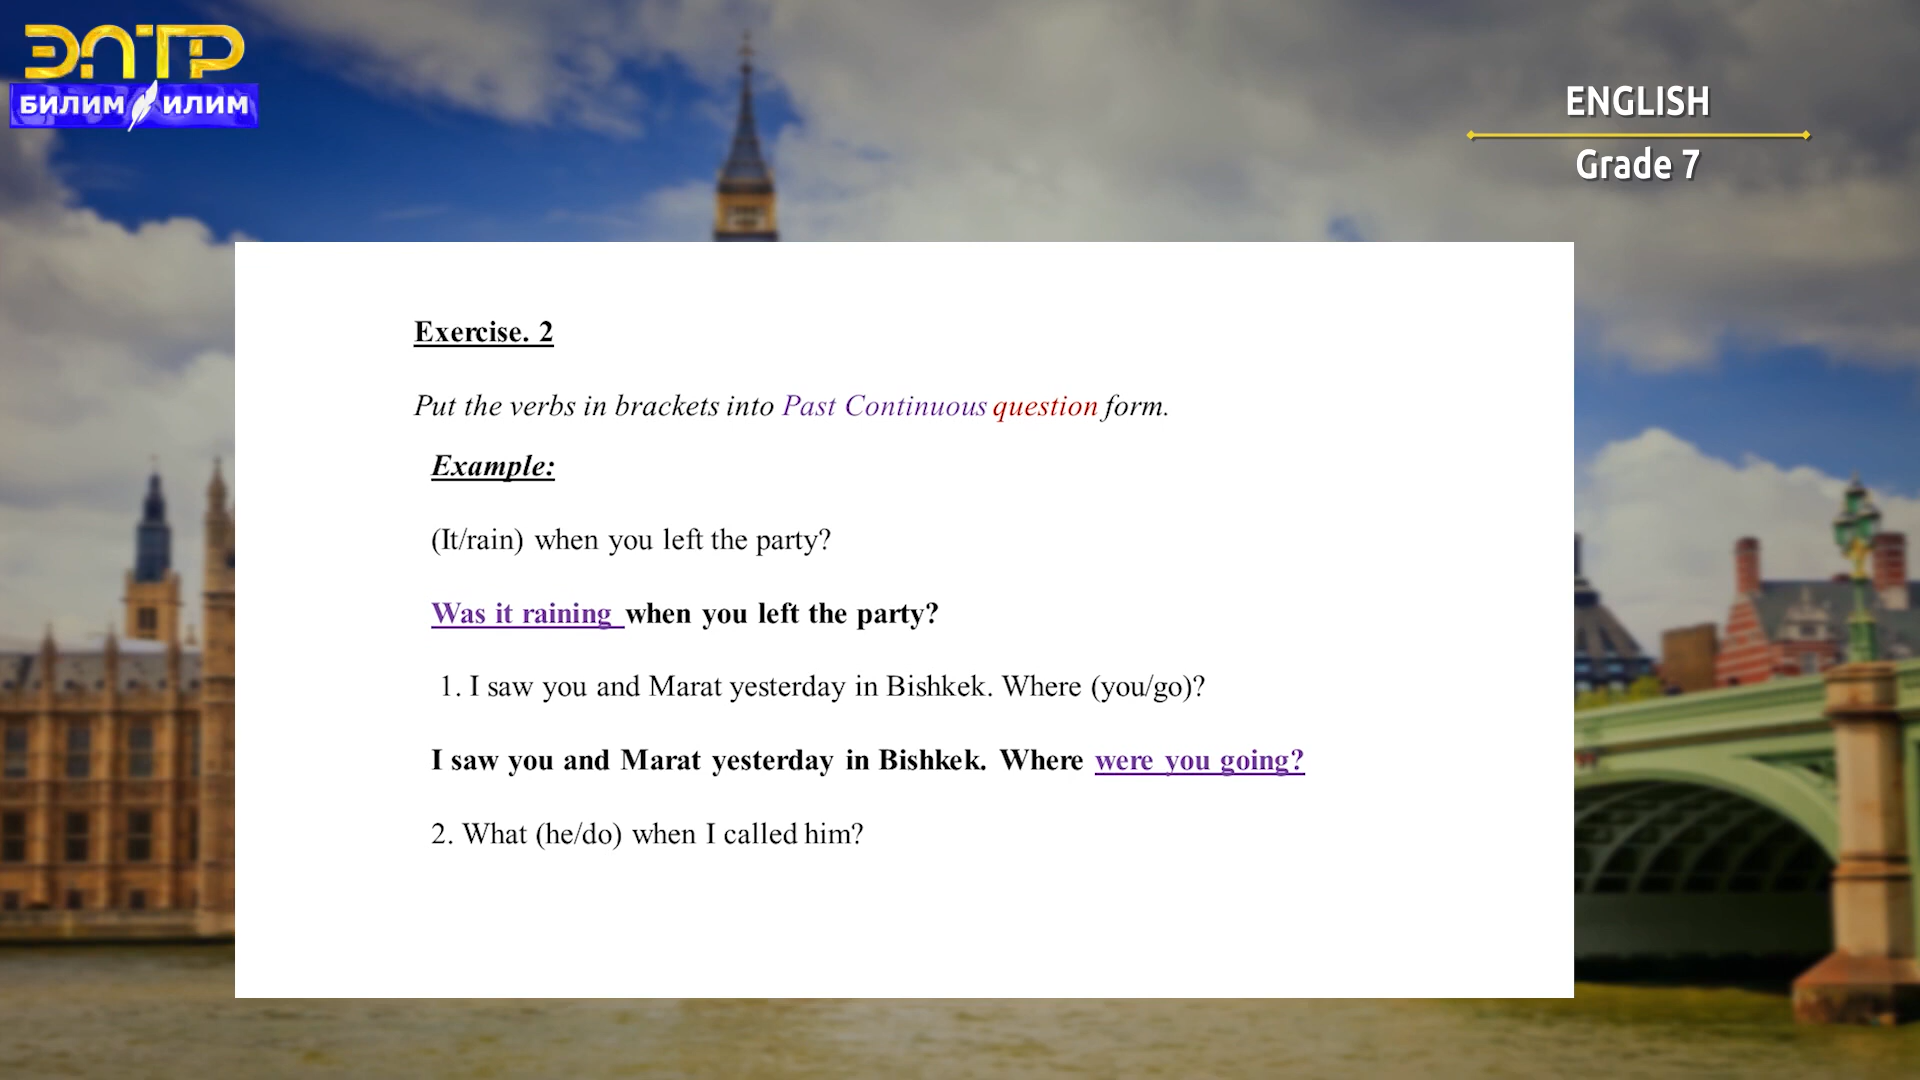 ЭЛТР
БИЛИМ ИЛИМ
ENGLISH
Grade 7
Exercise. 2
Put the verbs in brackets into Past Continuous question form.
Example:
(It/rain) when you left the party?
Was it raining when you left the party?
1. I saw you and Marat yesterday in Bishkek. Where (you/go)?
I saw you and Marat yesterday in Bishkek. Where were you going?
2. What (he/do) when I called him?